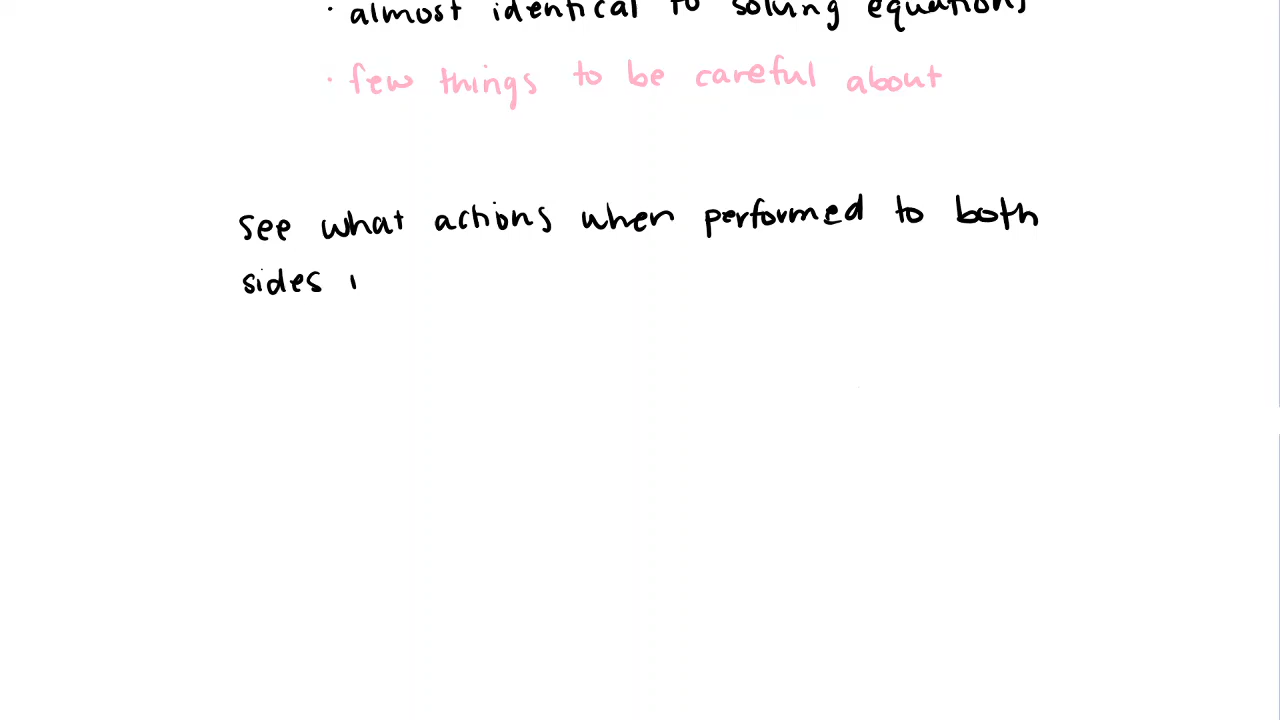 · almost identical to solving equations
· few things to be careful about
see what actions when performed to both
sides